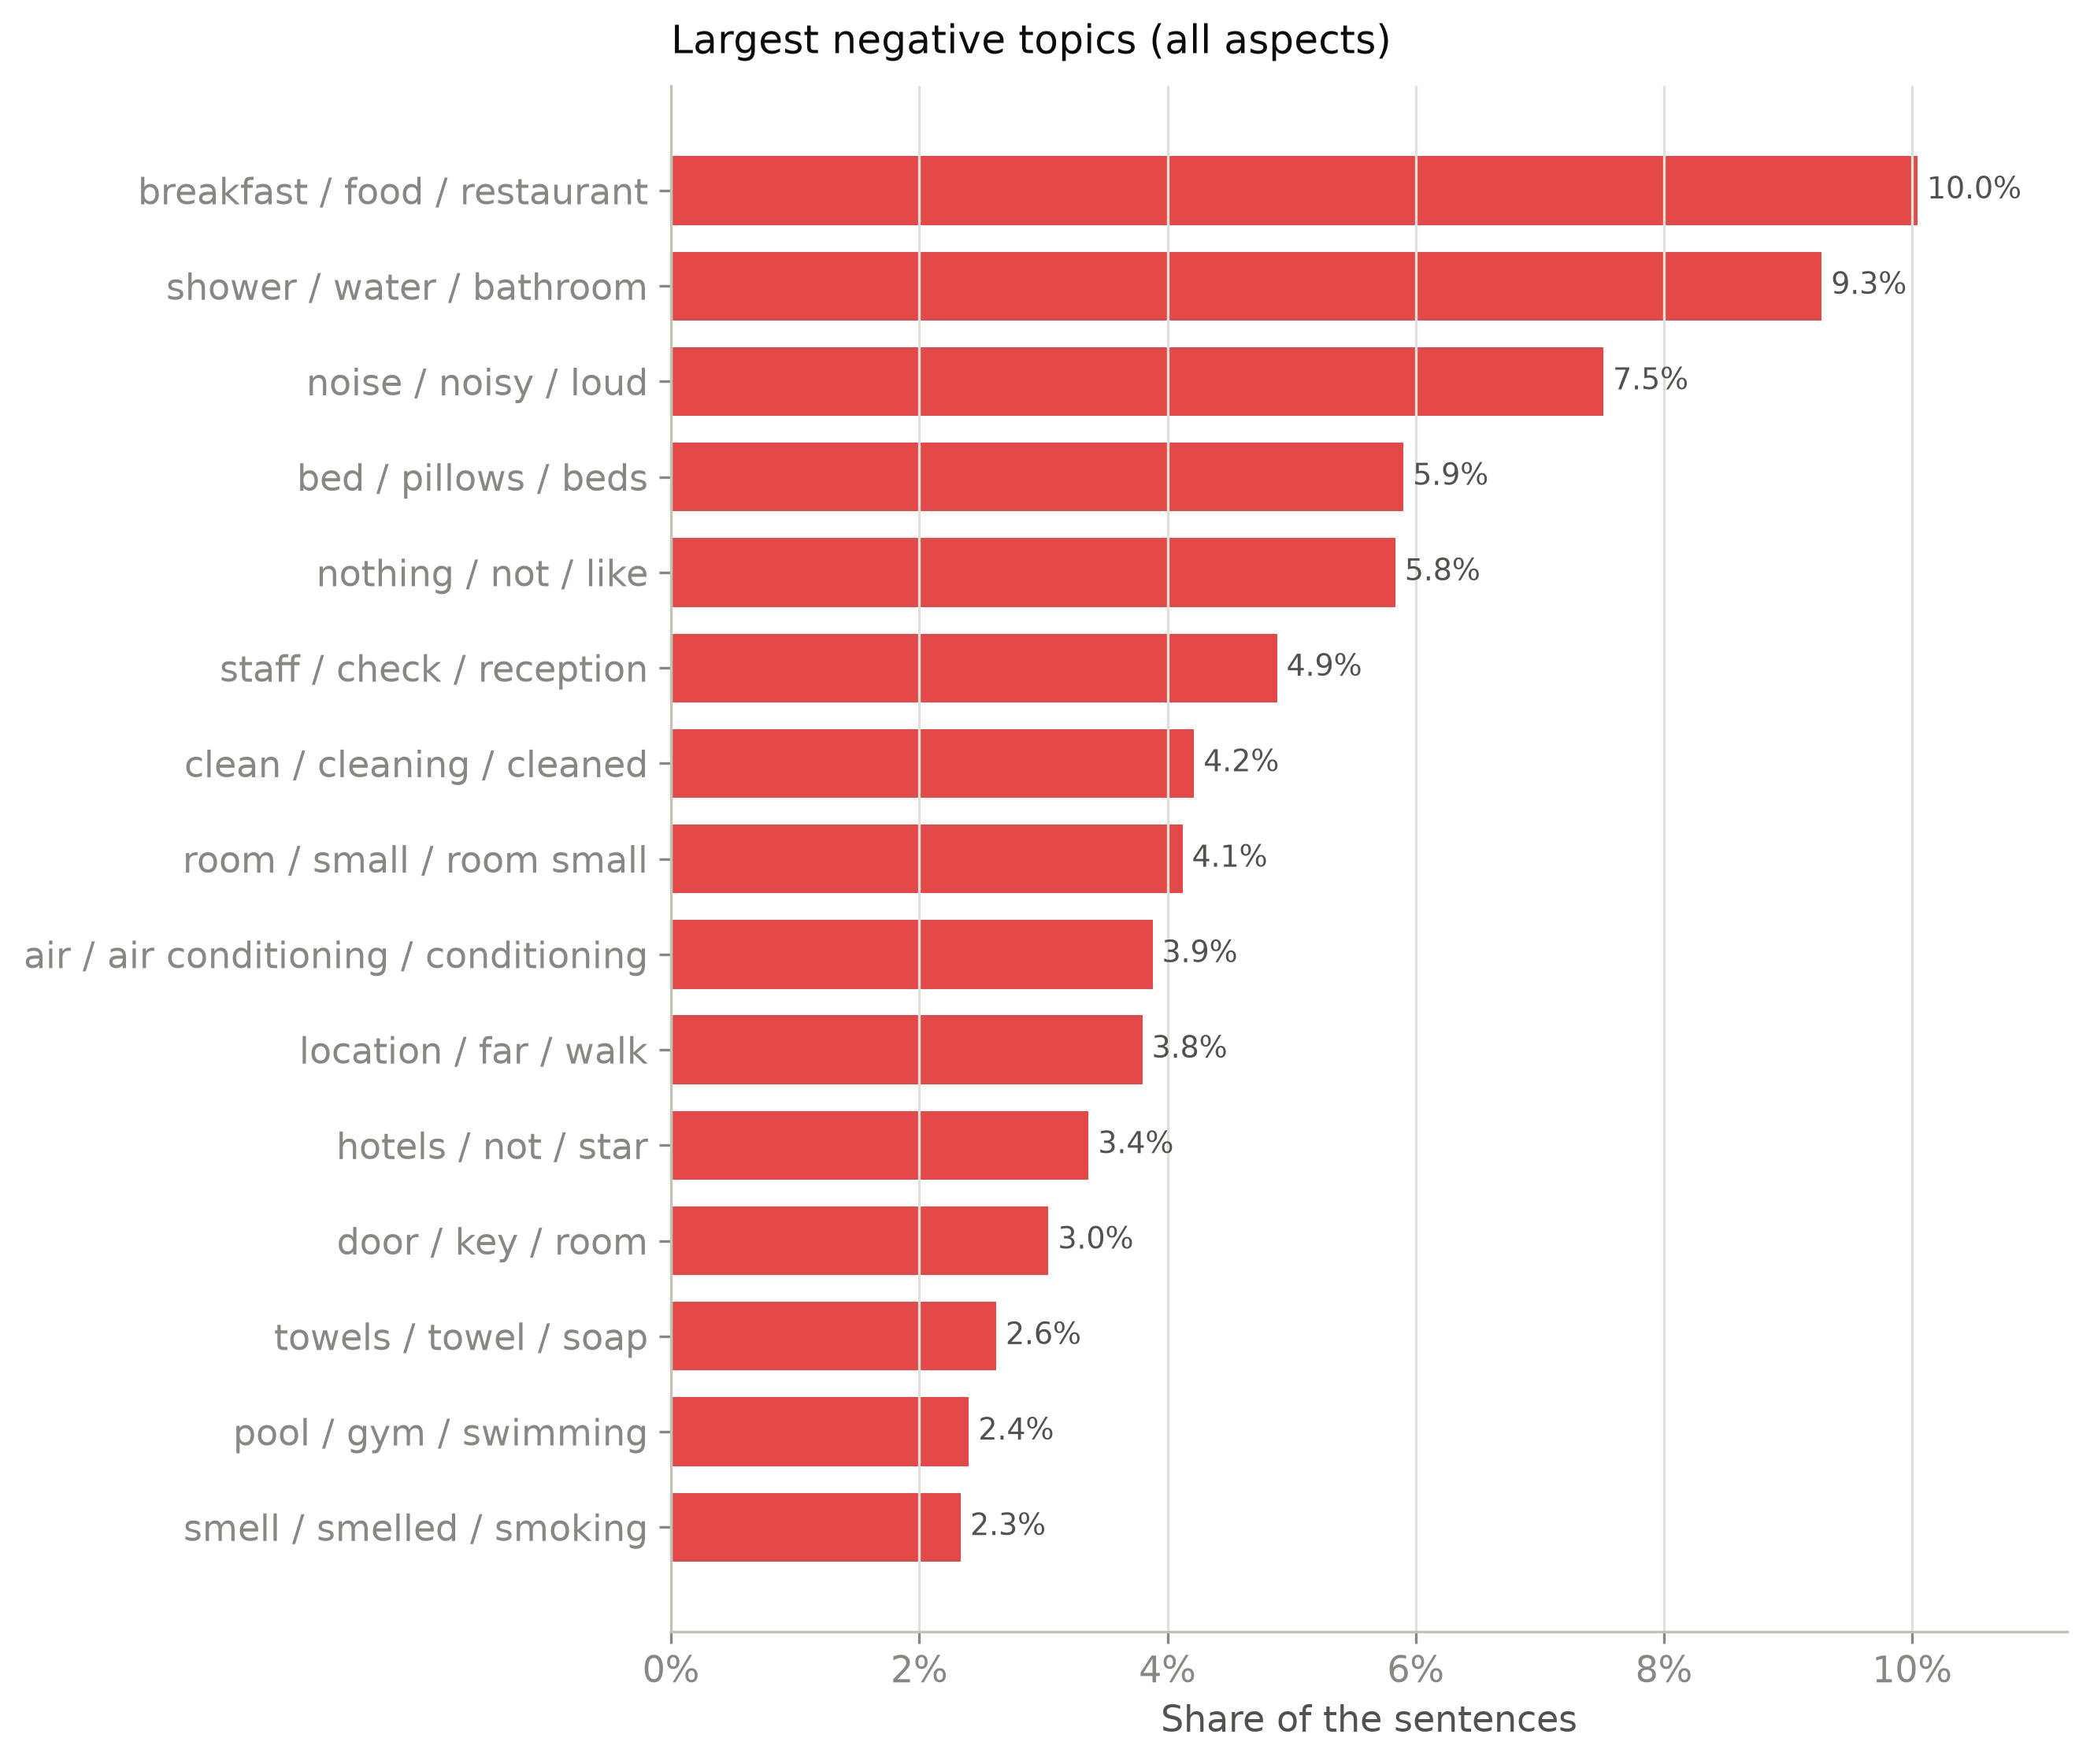 Largest negative topics (all aspects)
breakfast / food / restaurant 10.0%
shower / water / bathroom 9.3%
noise / noisy / loud 7.5%
bed / pillows / beds 5.9%
nothing / not / like 5.8%
staff / check / reception 4.9%
clean / cleaning / cleaned 4.2%
room / small / room small 4.1%
air / air conditioning / conditioning 3.9%
location / far / walk 3.8%
hotels / not / star 3.4%
door / key / room 3.0%
towels / towel / soap 2.6%
pool / gym / swimming 2.4%
smell / smelled / smoking 2.3%
0% 2% 4% 6% 8% 10%
Share of the sentences